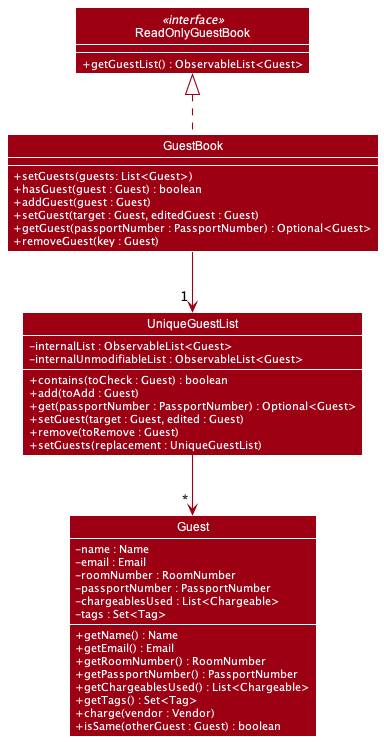 «interface»
ReadOnlyGuestBook
+getGuestList() : ObservableList<Guest>
GuestBook
+setGuests(guests: List<Guest>)
+hasGuest(guest : Guest) : boolean
+addGuest(guest : Guest)
+setGuest(target : Guest, editedGuest : Guest)
+getGuest(passportNumber : PassportNumber) : Optional<Guest>
+removeGuest(key : Guest)
1
UniqueGuestList
-internalList : ObservableList<Guest>
-internalUnmodifiableList : ObservableList<Guest>
+contains(toCheck : Guest) : boolean
+add(toAdd : Guest)
+get(passportNumber : PassportNumber) : Optional<Guest>
+setGuest(target : Guest, edited : Guest)
+remove(toRemove : Guest)
+setGuests(replacement : UniqueGuestList)
*
Guest
-name : Name
-email : Email
-roomNumber : RoomNumber
-passportNumber : PassportNumber
-chargeablesUsed : List<Chargeable>
-tags : Set<Tag>
+getName() : Name
+getEmail() : Email
+getRoomNumber() : RoomNumber
+getPassportNumber() : PassportNumber
+getChargeablesUsed() : List<Chargeable>
+getTags() : Set<Tag>
+charge(vendor : Vendor)
+isSame(otherGuest : Guest) : boolean